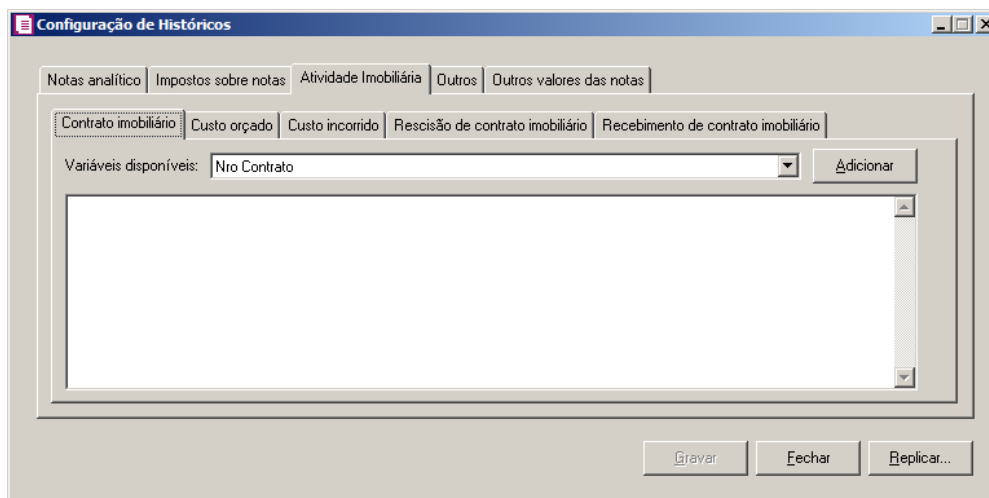 Configuração de Históricos
Notas analítico Impostos sobre notas Atividade Imobiliária Outros Outros valores das notas
Contrato imobiliário Custo orçado Custo incorrido Rescisão de contrato imobiliário Recebimento de contrato imobiliário
Variáveis disponíveis: Nro Contrato Adicionar
Gravar Fechar Replicar...